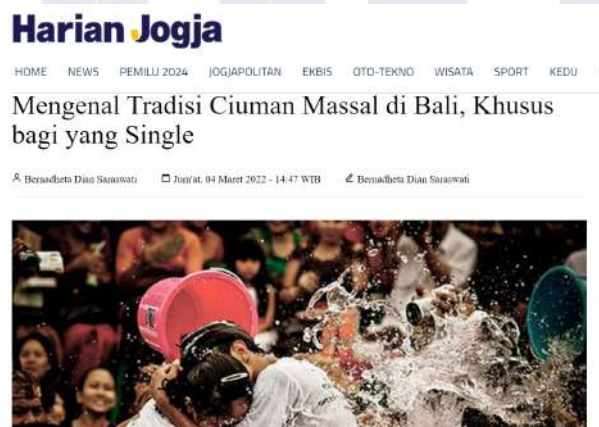 Harian Jogja
HOME NEWS PEMILU 2024 JOGJAPOLITAN EKBIS OTO-TEKNO WISATA SPORT KEDU
Mengenal Tradisi Ciuman Massal di Bali, Khusus
bagi yang Single
Bernadheta Dian Saraswati Jum'at, 04 Maret 2022 - 14:47 WIB Bernadheta Dian Saraswati